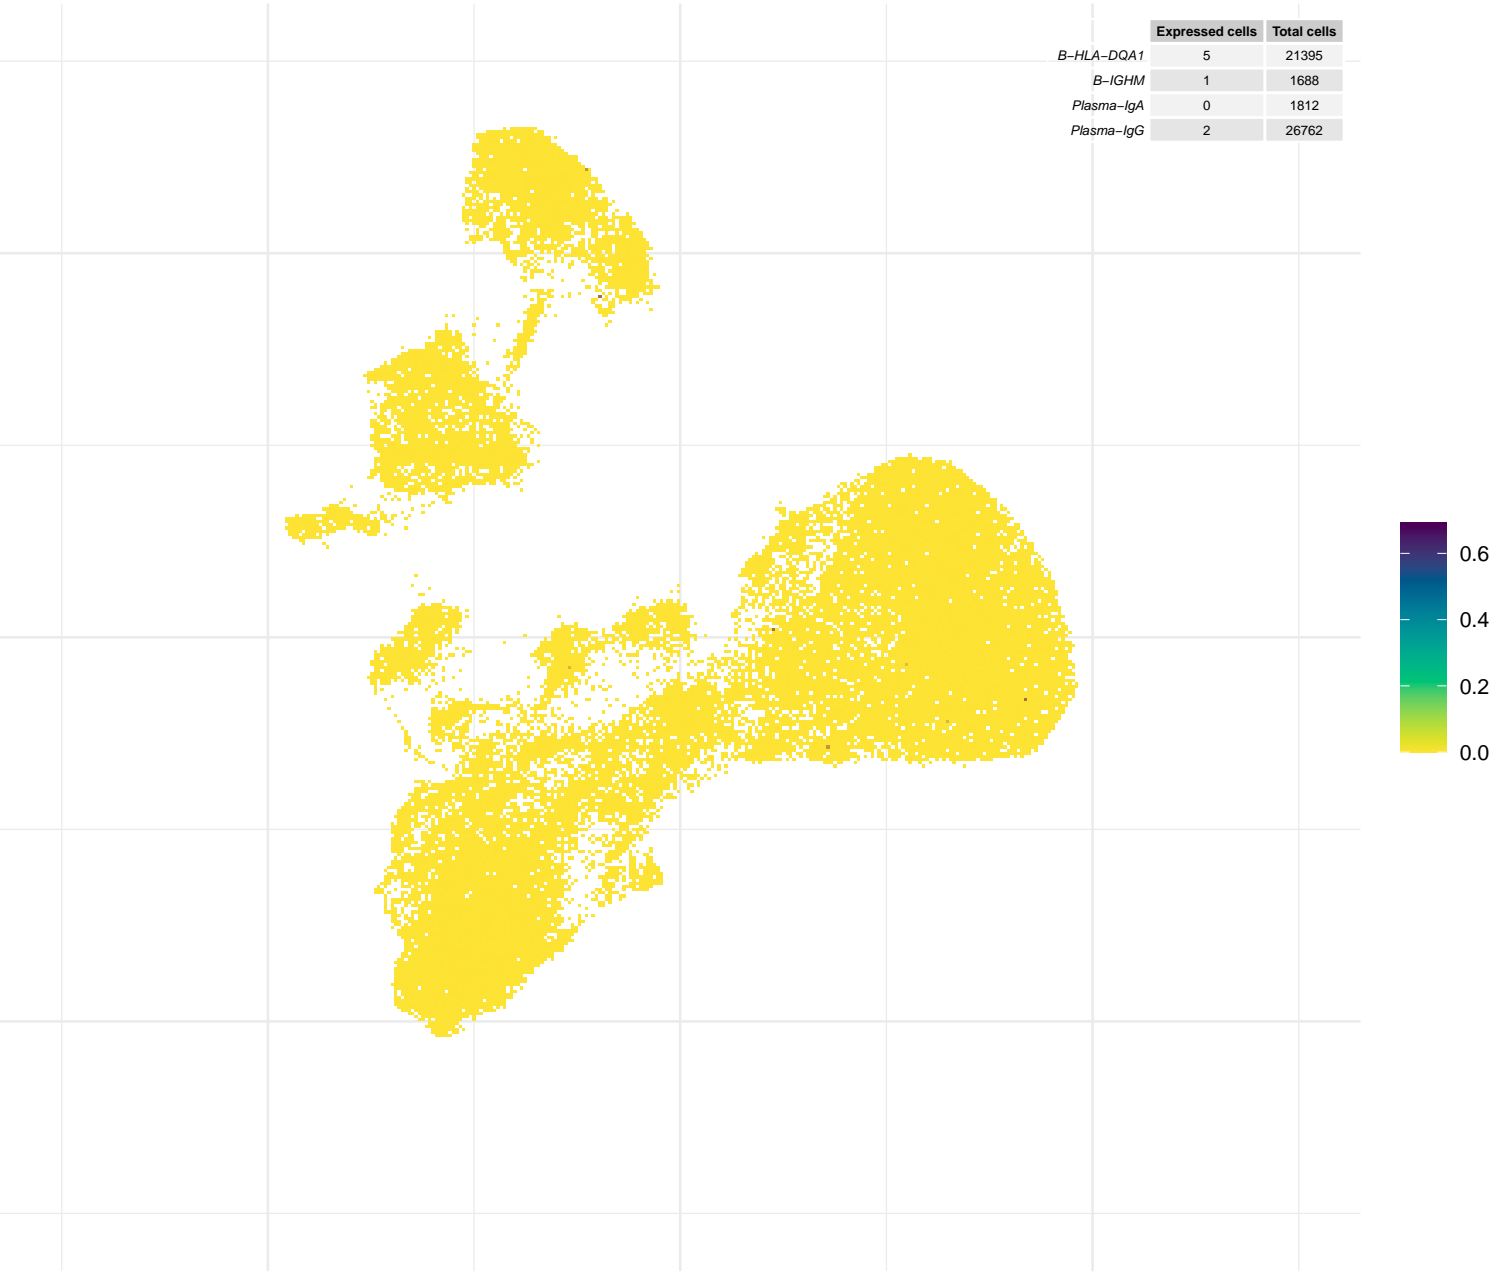 Expressed cells Total cells
B−HLA−DQA1 5 21395
B−IGHM 1 1688
Plasma−IgA 0 1812
Plasma−IgG 2 26762
0.6
0.4
0.2
0.0